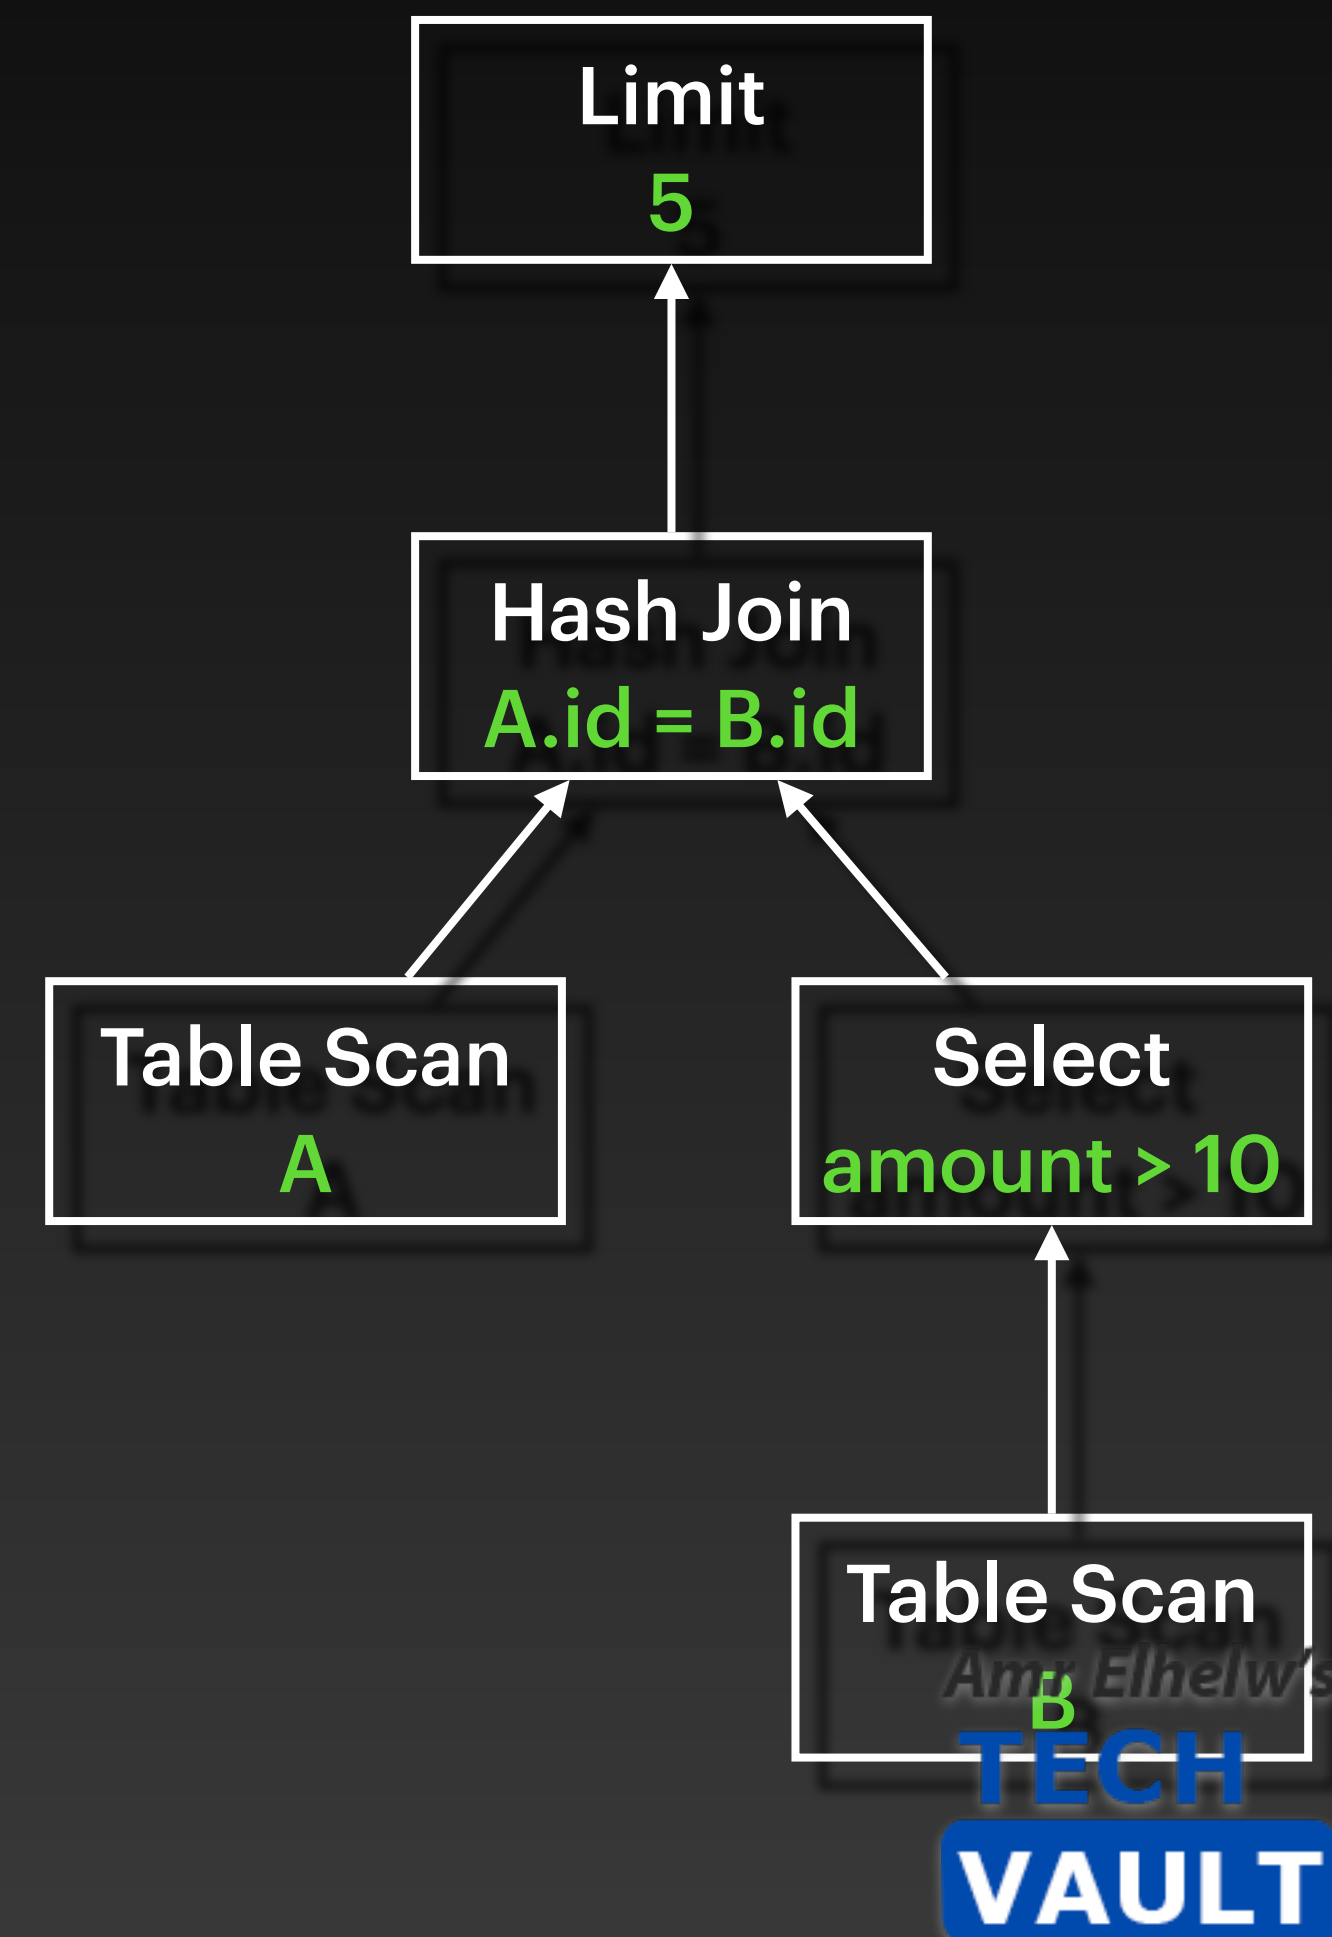 Limit
5
Hash Join
A.id = B.id
Table Scan
A
Select
amount > 10
Table Scan
B
Amr Elhelw's
TECH
VAULT